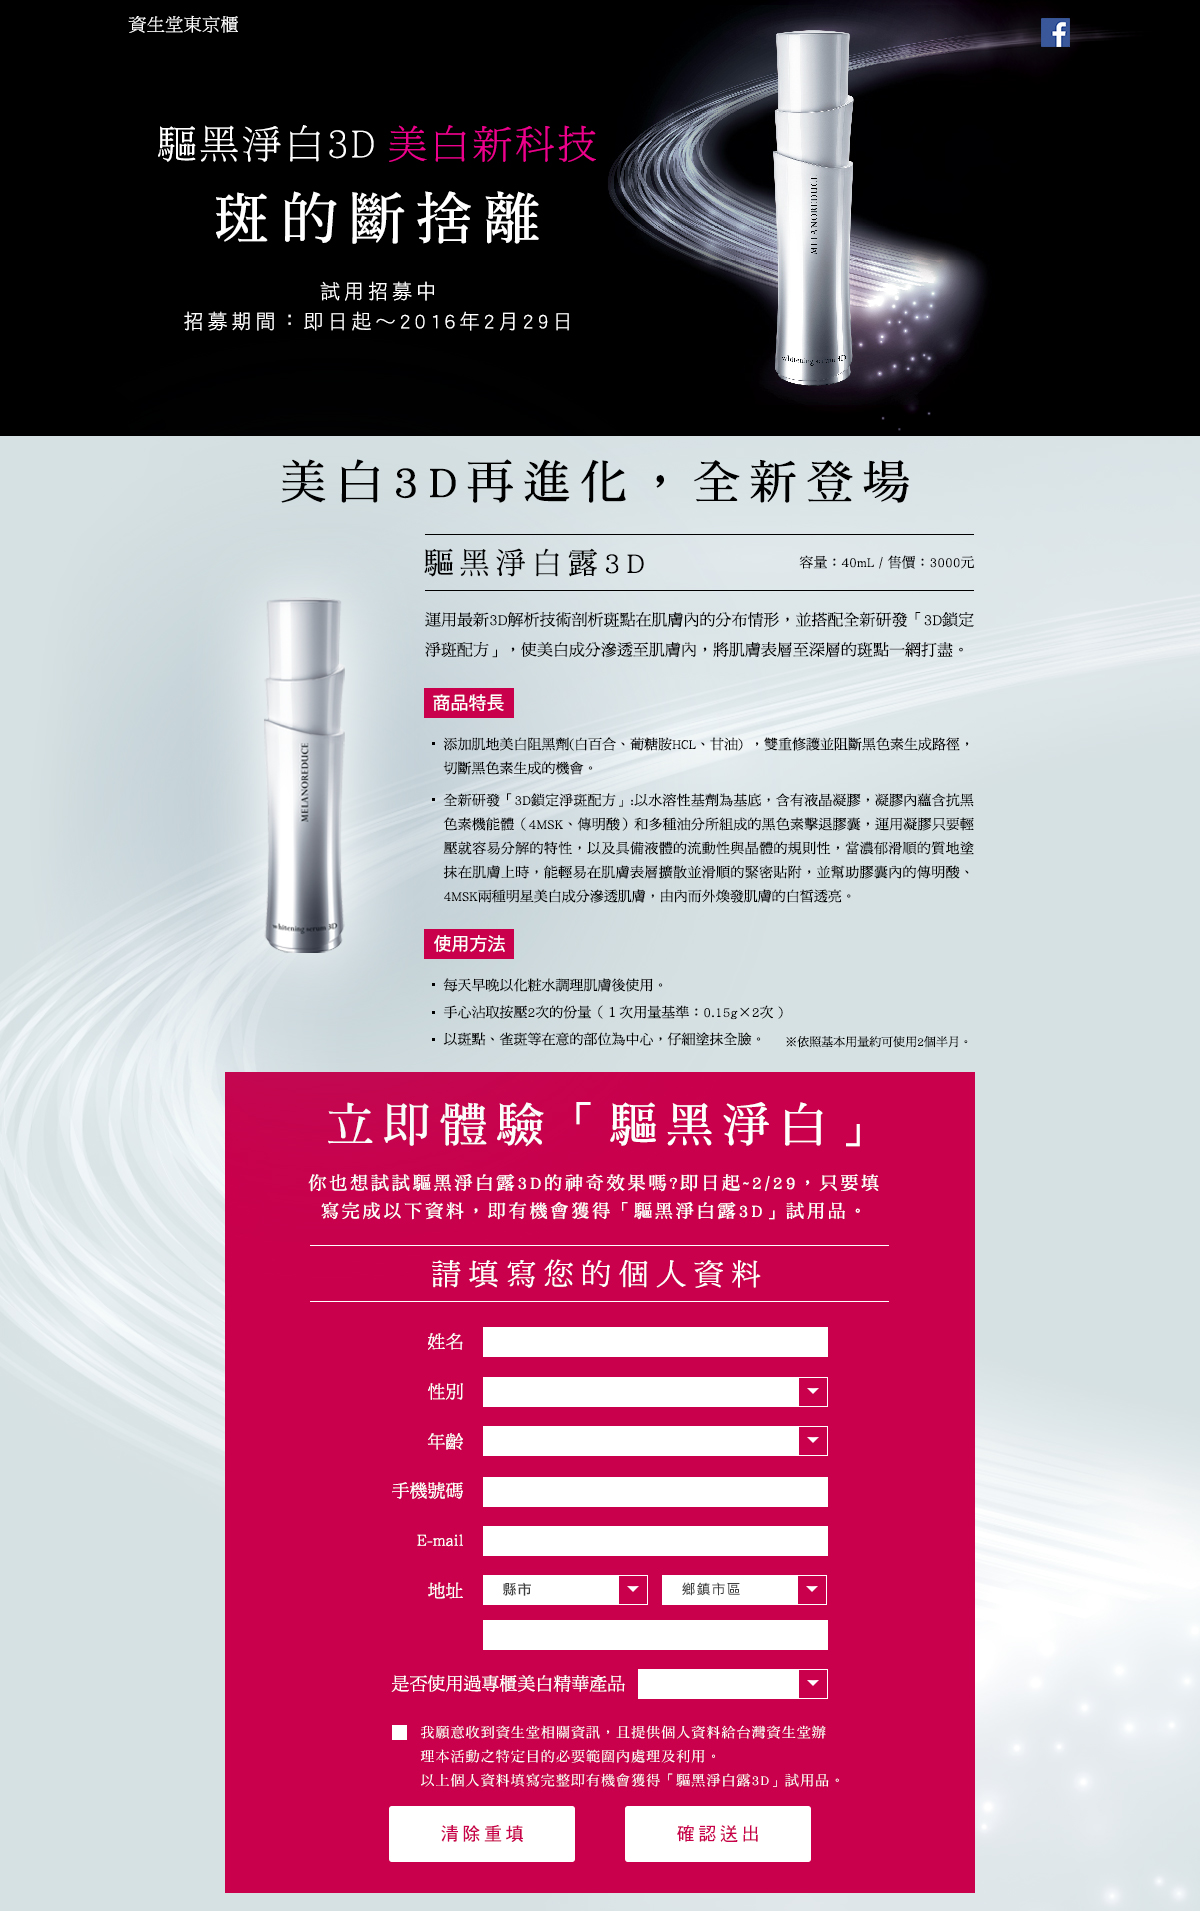 資生堂東京櫃
驅黑淨白3D 美白新科技
斑的斷捨離
試用招募中
招募期間：即日起～2016年2月29日
MELANOREDUCE
whitening serum 3D
美白3D再進化，全新登場
驅黑淨白露3D
容量：40mL / 售價：3000元
運用最新3D解析技術剖析斑點在肌膚內的分布情形，並搭配全新研發「3D鎖定
淨斑配方」，使美白成分滲透至肌膚內，將肌膚表層至深層的斑點一網打盡。
MELANOREDUCE
whitening serum 3D
商品特長
▪ 添加肌地美白阻黑劑(白百合、葡糖胺HCL、甘油) ，雙重修護並阻斷黑色素生成路徑，
切斷黑色素生成的機會。
▪ 全新研發「3D鎖定淨斑配方」:以水溶性基劑為基底，含有液晶凝膠，凝膠內蘊含抗黑
色素機能體（4MSK、傳明酸）和多種油分所組成的黑色素擊退膠囊，運用凝膠只要輕
壓就容易分解的特性，以及具備液體的流動性與晶體的規則性，當濃郁滑順的質地塗
抹在肌膚上時，能輕易在肌膚表層擴散並滑順的緊密貼附，並幫助膠囊內的傳明酸、
4MSK兩種明星美白成分滲透肌膚，由內而外煥發肌膚的白皙透亮。
使用方法
▪ 每天早晚以化粧水調理肌膚後使用。
▪ 手心沾取按壓2次的份量（１次用量基準：0.15g×2次 ）
▪ 以斑點、雀斑等在意的部位為中心，仔細塗抹全臉。
※依照基本用量約可使用2個半月。
立即體驗「驅黑淨白」
你也想試試驅黑淨白露3D的神奇效果嗎?即日起~2/29，只要填
寫完成以下資料，即有機會獲得「驅黑淨白露3D」試用品。
請填寫您的個人資料
姓名
性別
年齡
手機號碼
E-mail
地址
縣市
鄉鎮市區
是否使用過專櫃美白精華產品
我願意收到資生堂相關資訊，且提供個人資料給台灣資生堂辦
理本活動之特定目的必要範圍內處理及利用。
以上個人資料填寫完整即有機會獲得「驅黑淨白露3D」試用品。
清除重填
確認送出